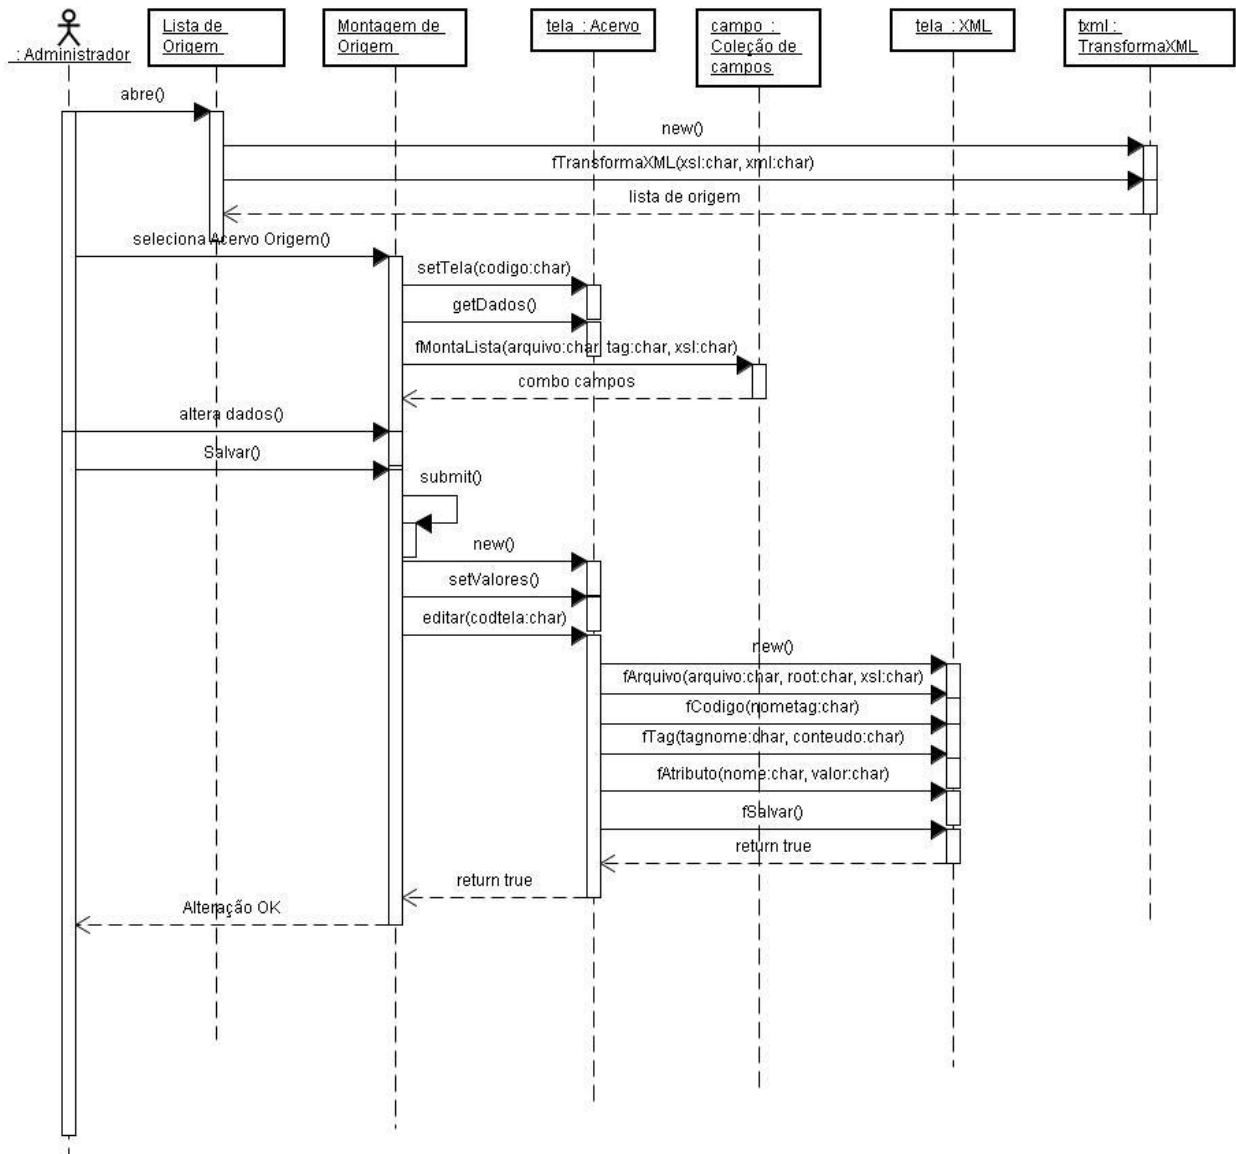 : Administrador
Lista de
Origem
Montagem de
Origem
tela : Acervo
campo :
Coleção de
campos
tela : XML
txml :
TransformaXML
abre()
new()
fTransformaXML(xsl:char, xml:char)
lista de origem
seleciona Acervo Origem()
setTela(codigo:char)
getDados()
fMontaLista(arquivo:char, tag:char, xsl:char)
combo campos
altera dados()
Salvar()
submit()
new()
setValores()
editar(codtela:char)
new()
fArquivo(arquivo:char, root:char, xsl:char)
fCodigo(nometag:char)
fTag(tagnome:char, conteudo:char)
fAtributo(nome:char, valor:char)
fSalvar()
return true
return true
Alteração OK